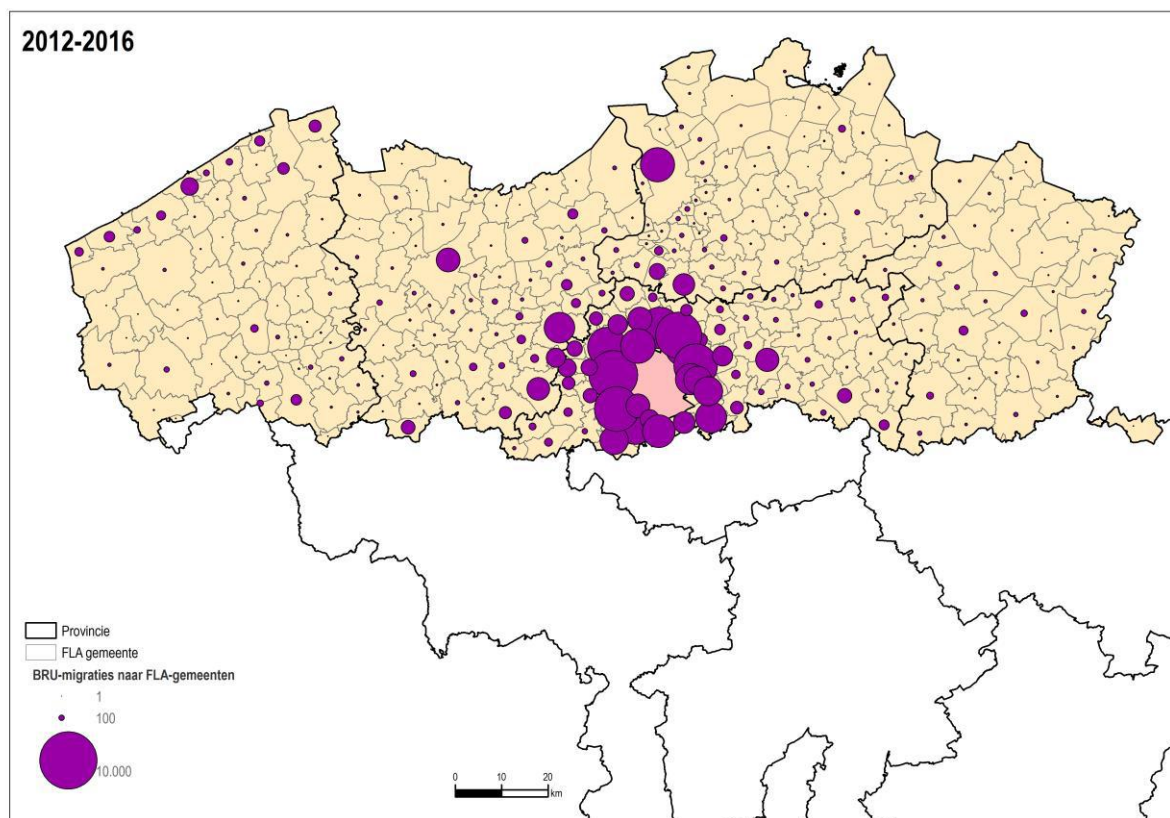 2012-2016
Provincie
FLA gemeente
BRU-migraties naar FLA-gemeenten
1
100
10.000
0 10 20
km